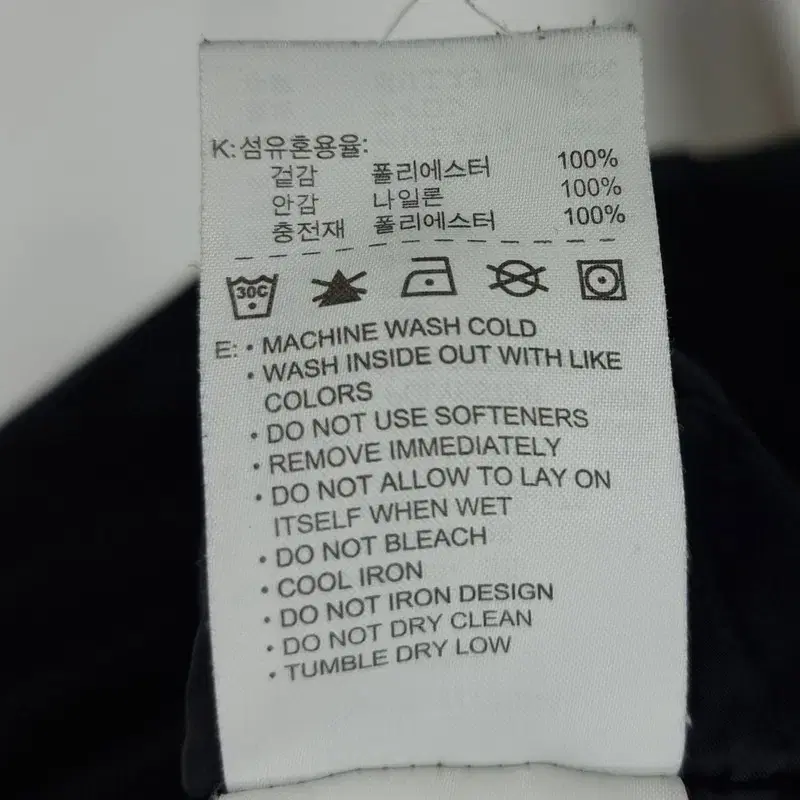 K: 섬유혼용율:
겉감 폴리에스터 100%
안감 나일론 100%
충전재 폴리에스터 100%
30C
E: • MACHINE WASH COLD
• WASH INSIDE OUT WITH LIKE
COLORS
• DO NOT USE SOFTENERS
• REMOVE IMMEDIATELY
• DO NOT ALLOW TO LAY ON
ITSELF WHEN WET
• DO NOT BLEACH
• COOL IRON
• DO NOT IRON DESIGN
• DO NOT DRY CLEAN
• TUMBLE DRY LOW